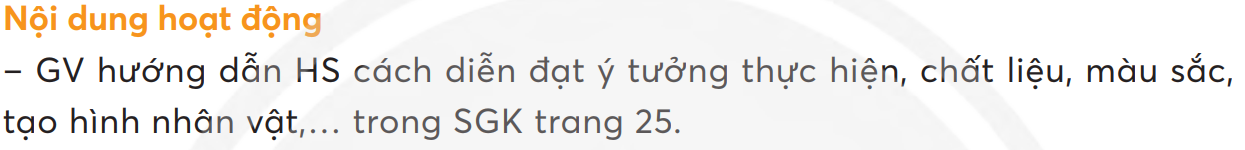 Nội dung hoạt động
– GV hướng dẫn HS cách diễn đạt ý tưởng thực hiện, chất liệu, màu sắc,
tạo hình nhân vật,… trong SGK trang 25.